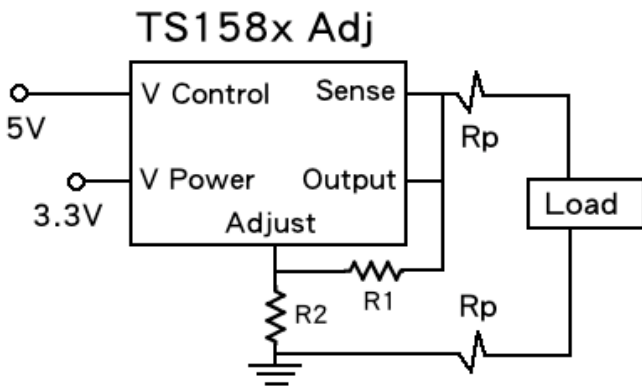 TS158x Adj
V Control
Sense
5V
Rp
V Power
Output
3.3V
Load
Adjust
R1
R2
Rp